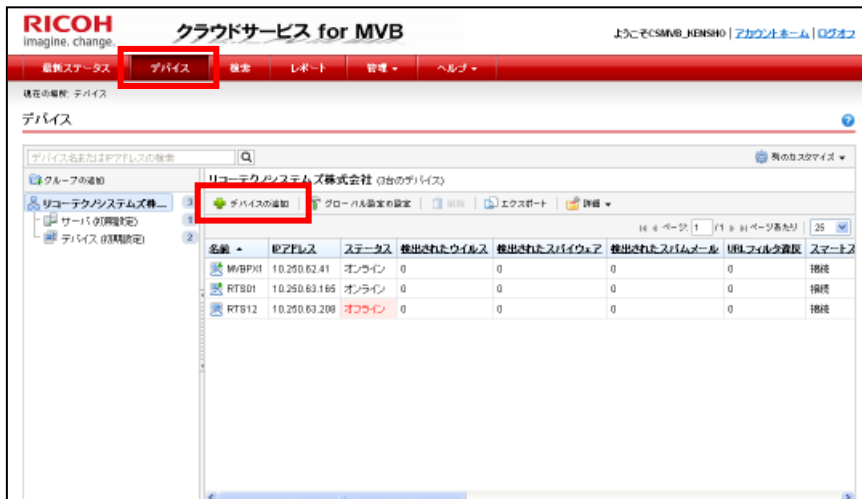 RICOH
imagine. change.
クラウドサービス for MVB
ようこそCSMVB_KENSHO | アカウントホーム | ログオフ
最新ステータス デバイス 検索 レポート 管理 ヘルプ
現在の場所: デバイス
デバイス
デバイス名またはIPアドレスの検索
列のカスタマイズ
グループの追加
リコーテクノシステムズ株式会社 (3台のデバイス)
リコーテクノシステムズ株... 3
サーバ (初期設定) 1
デバイス (初期設定) 2
デバイスの追加 グローバル設定の設定 削除 エクスポート 詳細
ページ: 1 /1 ページあたり 25
名前 IPアドレス ステータス 検出されたウイルス 検出されたスパイウェア 検出されたスパムメール URLフィルタ違反 スマートス
MVBPX1 10.250.62.41 オンライン 0 0 0 0 接続
RTS01 10.250.63.165 オンライン 0 0 0 0 接続
RTS12 10.250.63.208 オフライン 0 0 0 0 接続